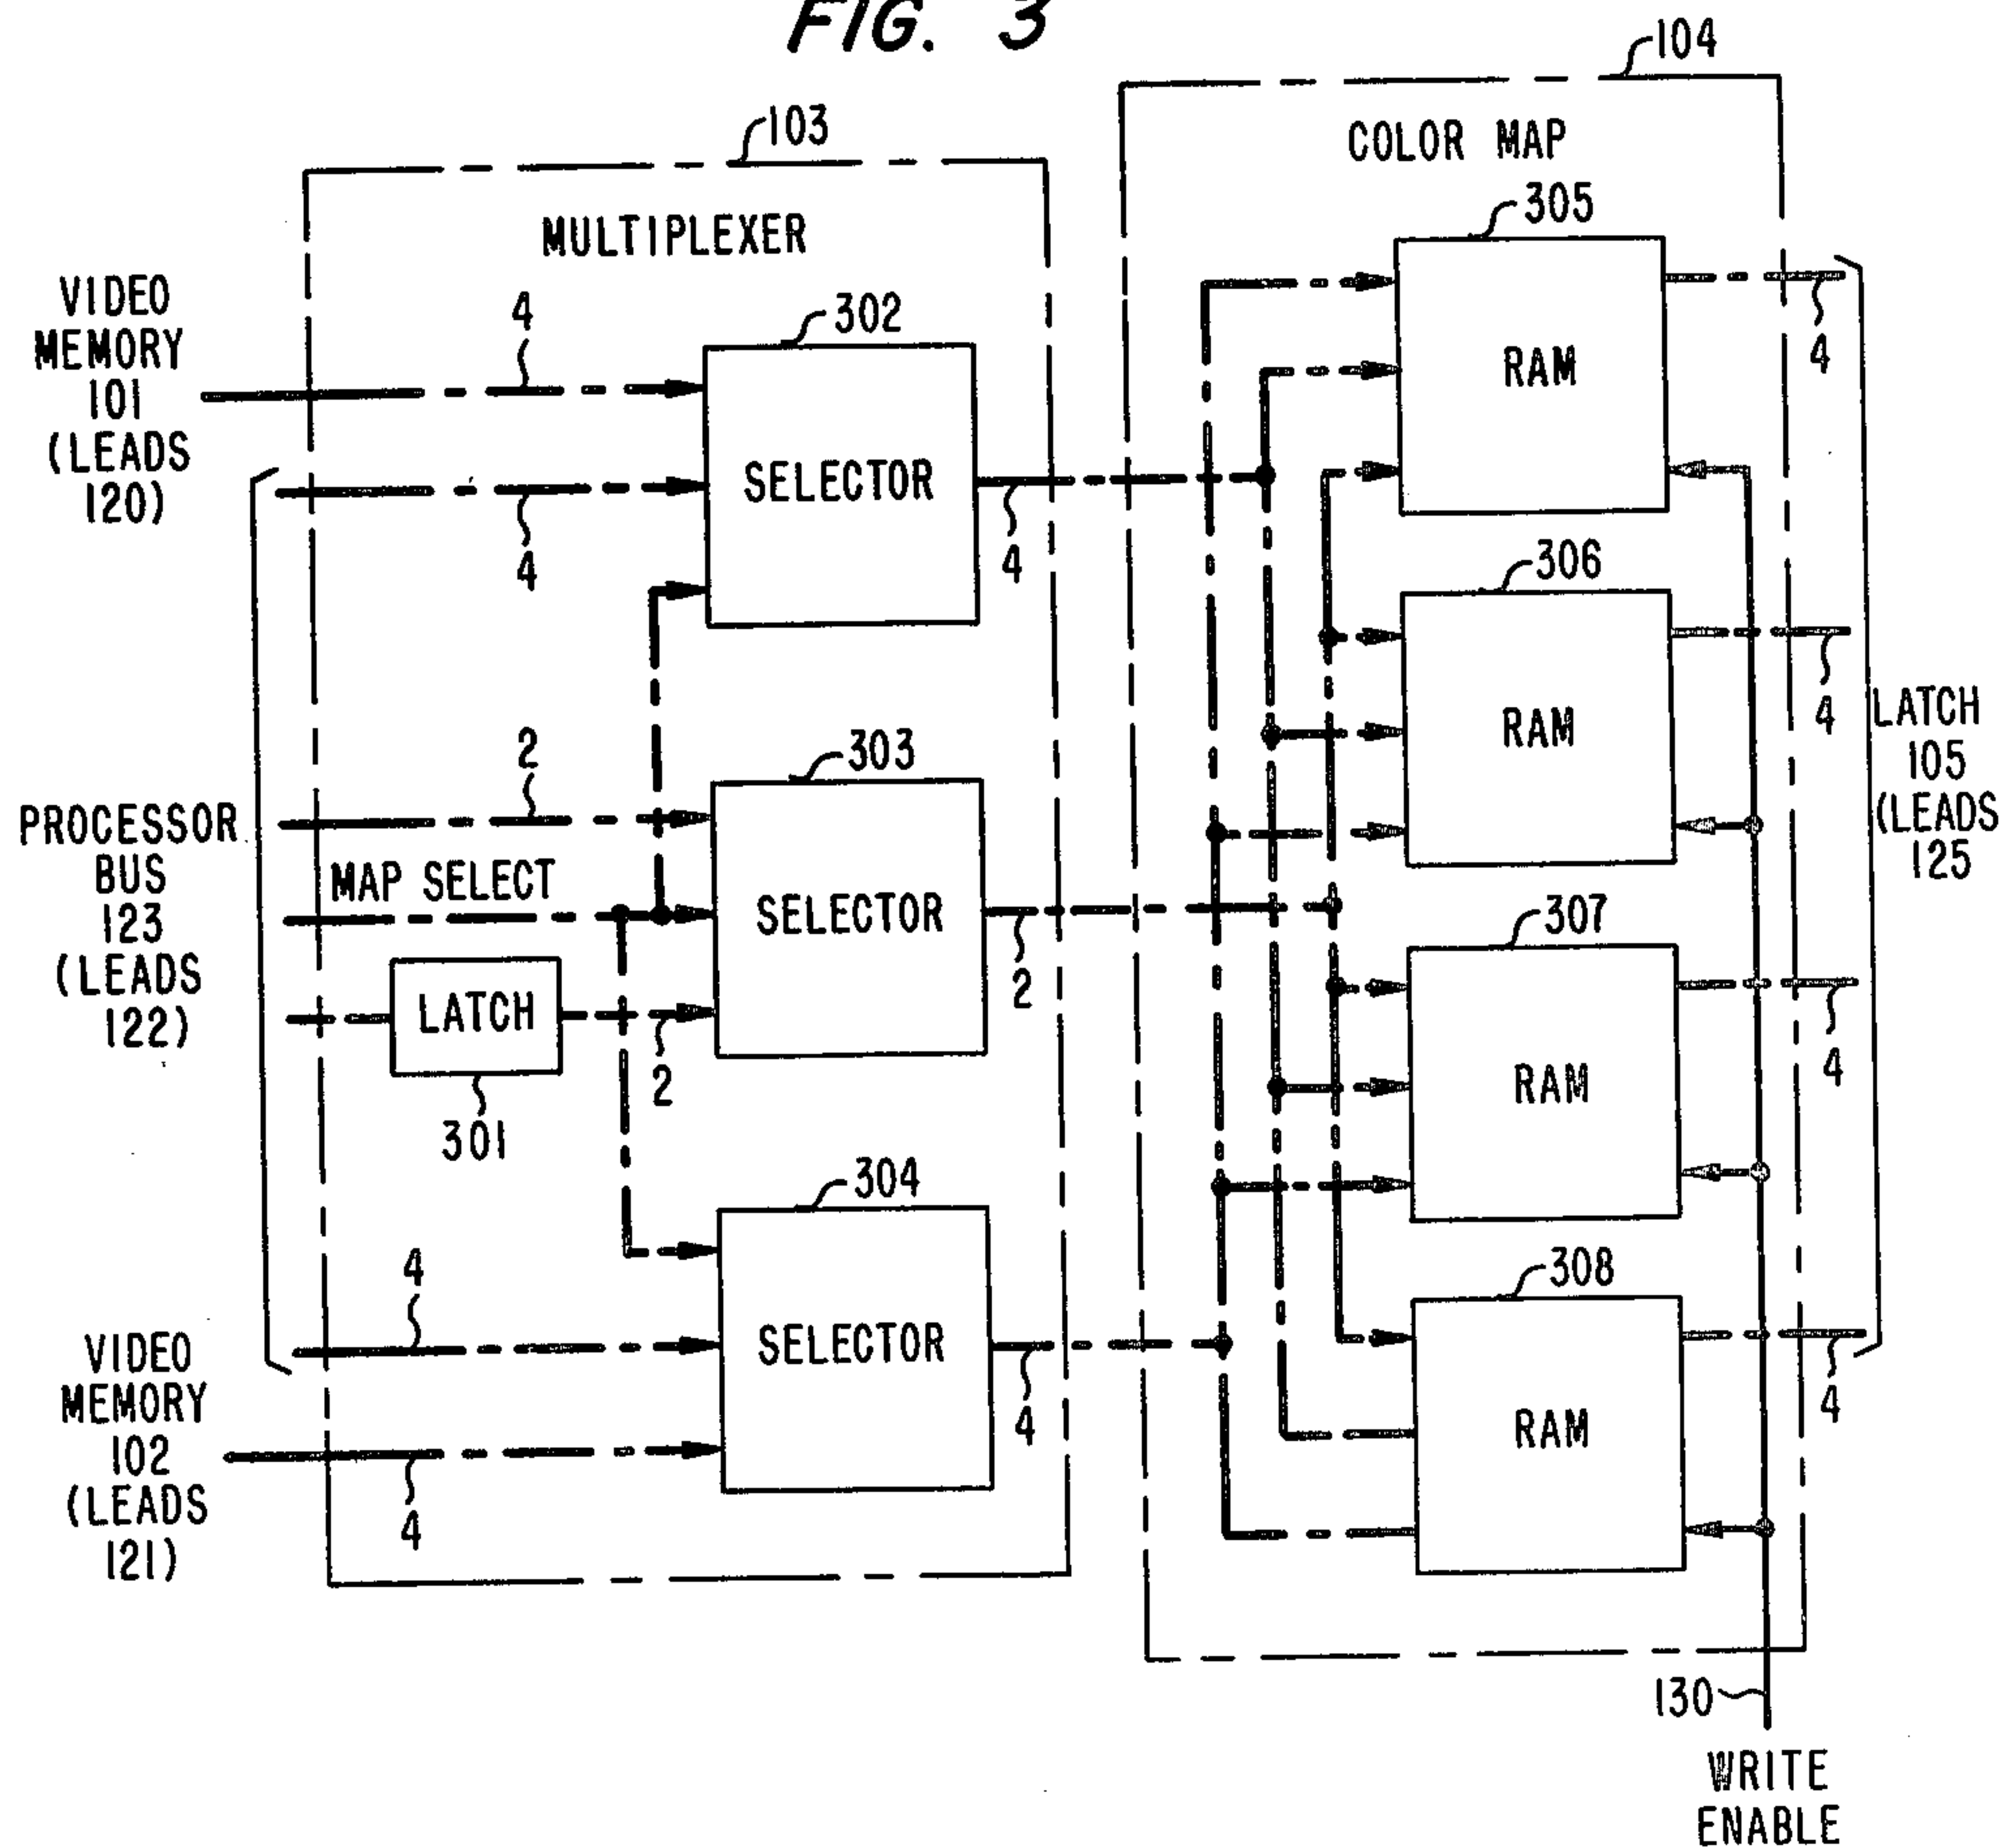 FIG. 3
104
103
COLOR MAP
305
MULTIPLEXER
VIDEO
MEMORY
101
(LEADS
120)
4
302
RAM
4
SELECTOR
4
4
306
RAM
4
2
303
PROCESSOR
BUS
123
(LEADS
122)
MAP SELECT
SELECTOR
2
LATCH
301
2
LATCH
105
(LEADS
125
307
RAM
4
304
4
SELECTOR
4
308
RAM
4
VIDEO
MEMORY
102
(LEADS
121)
4
130
WRITE
ENABLE